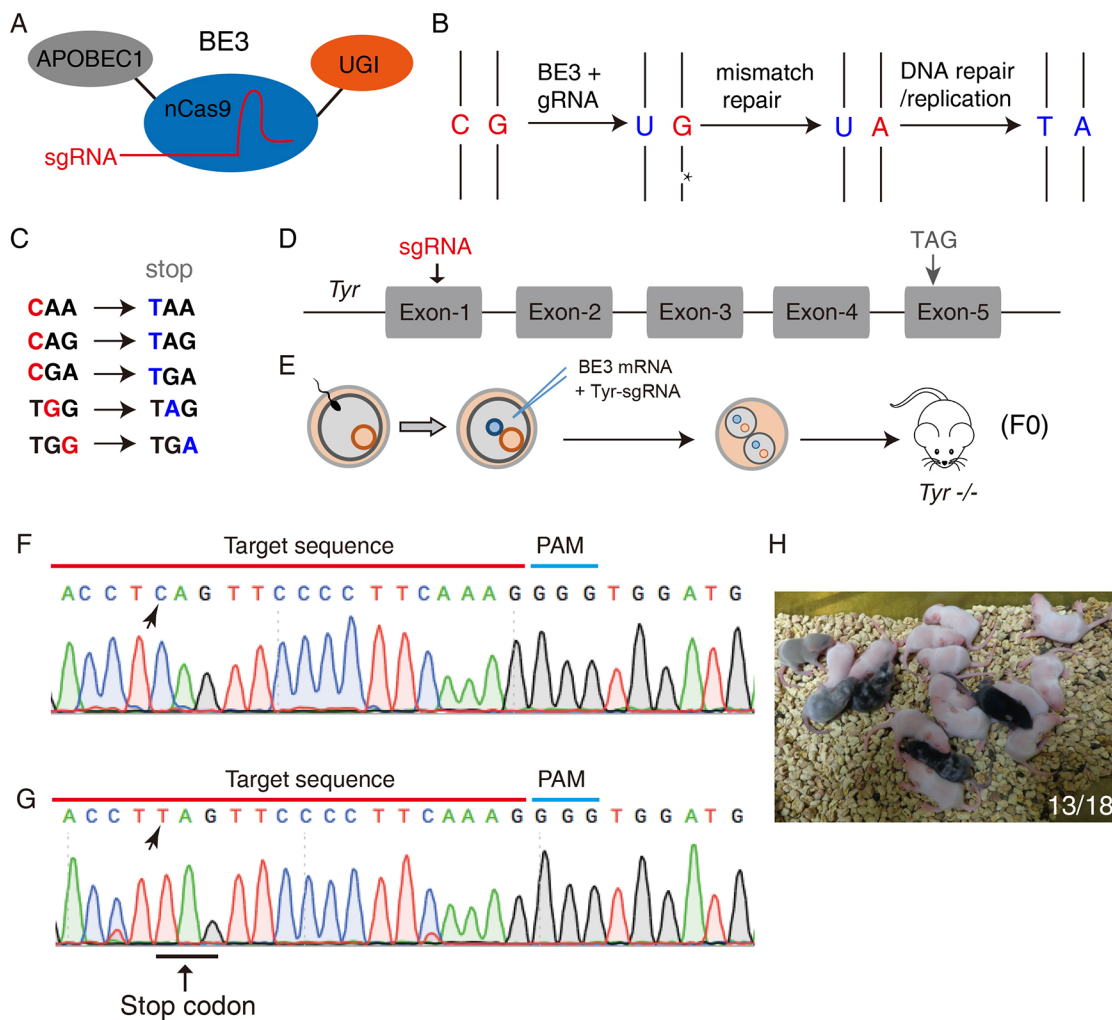 A
BE3
APOBEC1
UGI
nCas9
sgRNA
B
BE3 +
gRNA
mismatch
repair
DNA repair
/replication
C G
U G
*
U A
T A
C
stop
CAA TAA
CAG TAG
CGA TGA
TGG TAG
TGG TGA
D
sgRNA
TAG
Tyr
Exon-1 Exon-2 Exon-3 Exon-4 Exon-5
E
BE3 mRNA
+ Tyr-sgRNA
(F0)
Tyr -/-
F
Target sequence PAM
A C C T C A G T T C C C C T T C A A A G G G G T G G A T G
G
Target sequence PAM
A C C T T A G T T C C C C T T C A A A G G G G T G G A T G
Stop codon
H
13/18